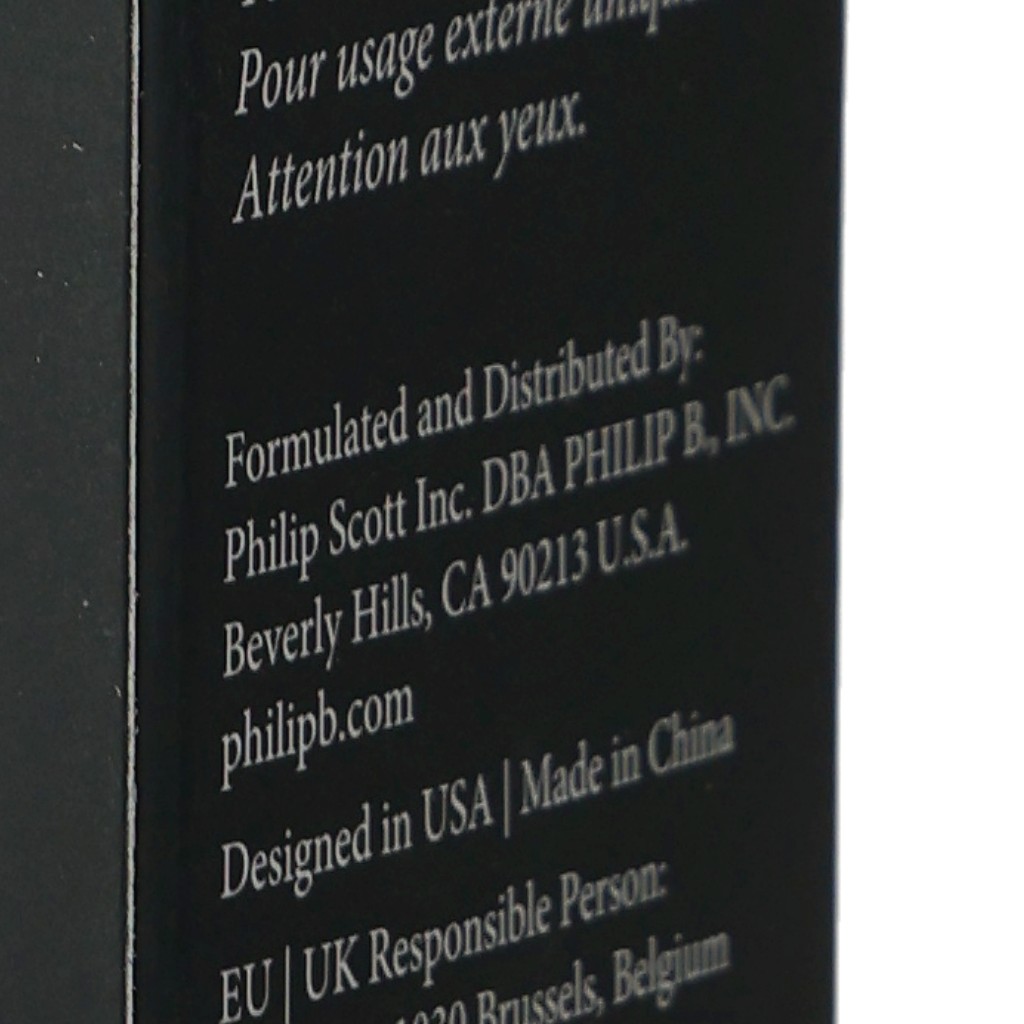 Pour usage externe uniqu
Attention aux yeux.
Formulated and Distributed By:
Philip Scott Inc. DBA PHILIP B., INC.
Beverly Hills, CA 90213 U.S.A.
philipb.com
Designed in USA | Made in China
EU | UK Responsible Person:
Brussels, Belgium